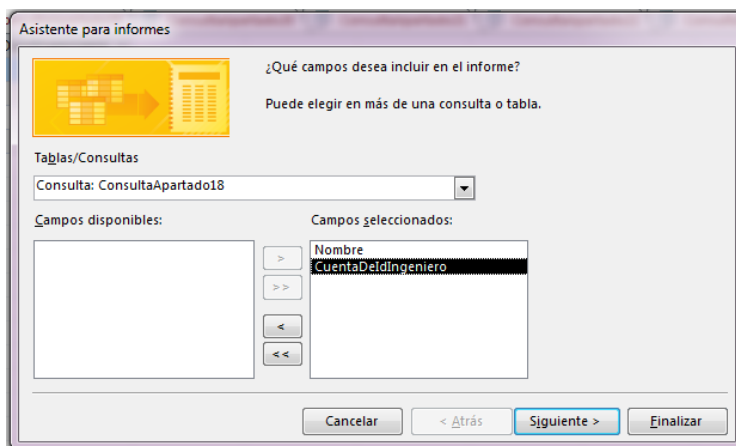 Asistente para informes
¿Qué campos desea incluir en el informe?
Puede elegir en más de una consulta o tabla.
Tablas/Consultas
Consulta: ConsultaApartado18
Campos disponibles:
Campos seleccionados:
Nombre
CuentaDeIdIngeniero
>
>>
<
<<
Cancelar
< Atrás
Siguiente >
Finalizar